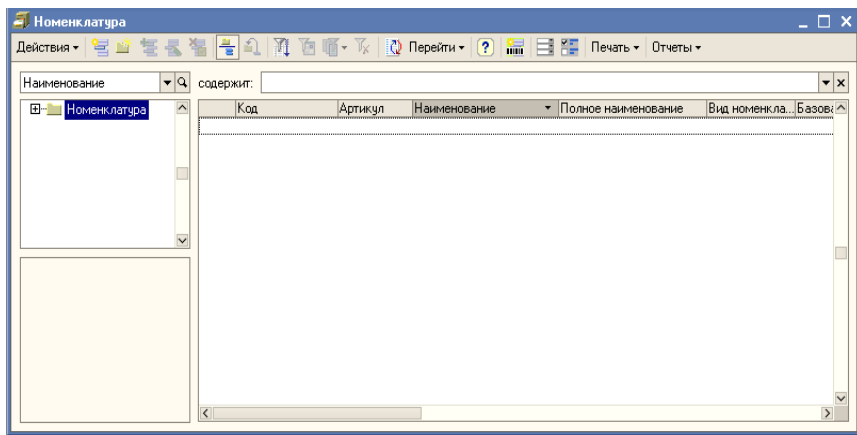 Номенклатура
Действия Перейти ? Печать Отчеты
Наименование содержит:
Номенклатура Код Артикул Наименование Полное наименование Вид номенкла... Базова